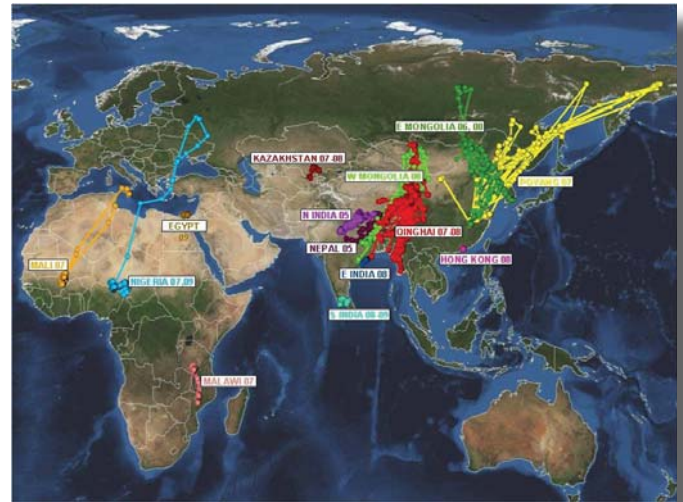 E MONGOLIA 06, 08
KAZAKHSTAN 07-08
W MONGOLIA 08
POYANG 07
N INDIA 05
EGYPT
QINGHAI 07-08
NEPAL 05
HONG KONG 08
MALI 07
E INDIA 08
NIGERIA 07,09
S INDIA 08-09
MALAWI 07